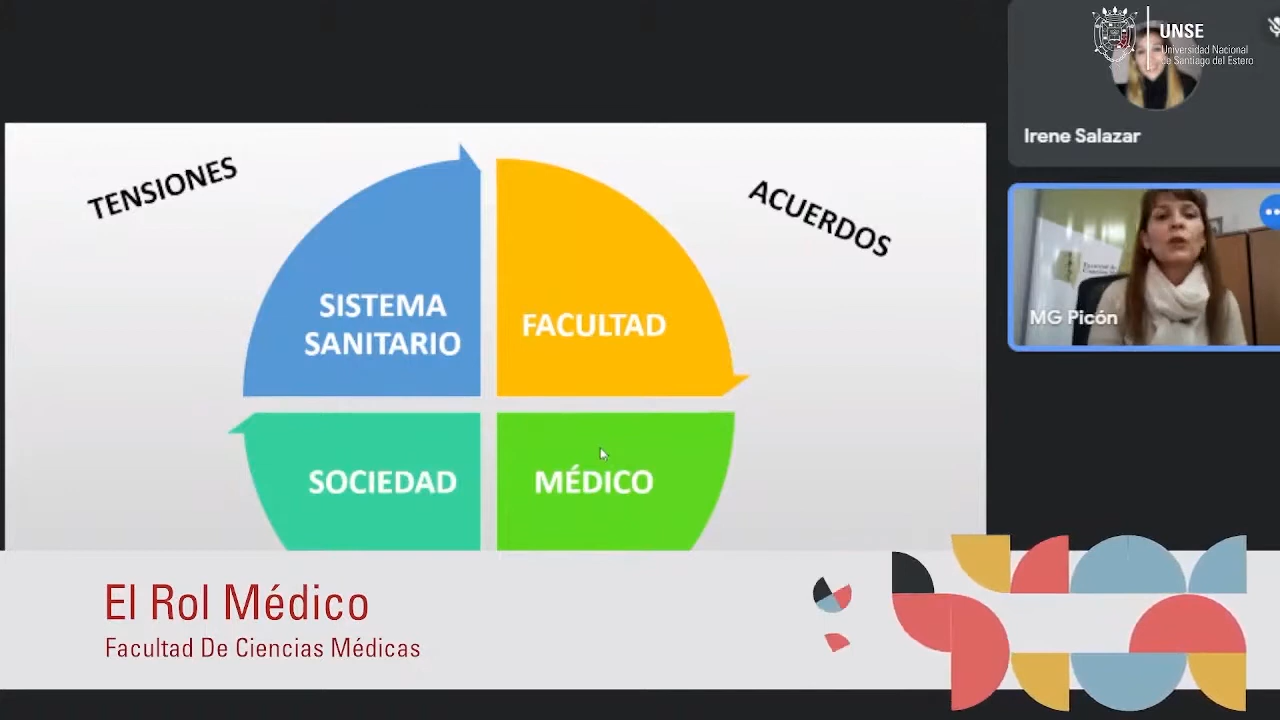 UNSE
Universidad Nacional
de Santiago del Estero
Irene Salazar
TENSIONES
ACUERDOS
SISTEMA
SANITARIO
FACULTAD
MG Picón
SOCIEDAD
MÉDICO
El Rol Médico
Facultad De Ciencias Médicas